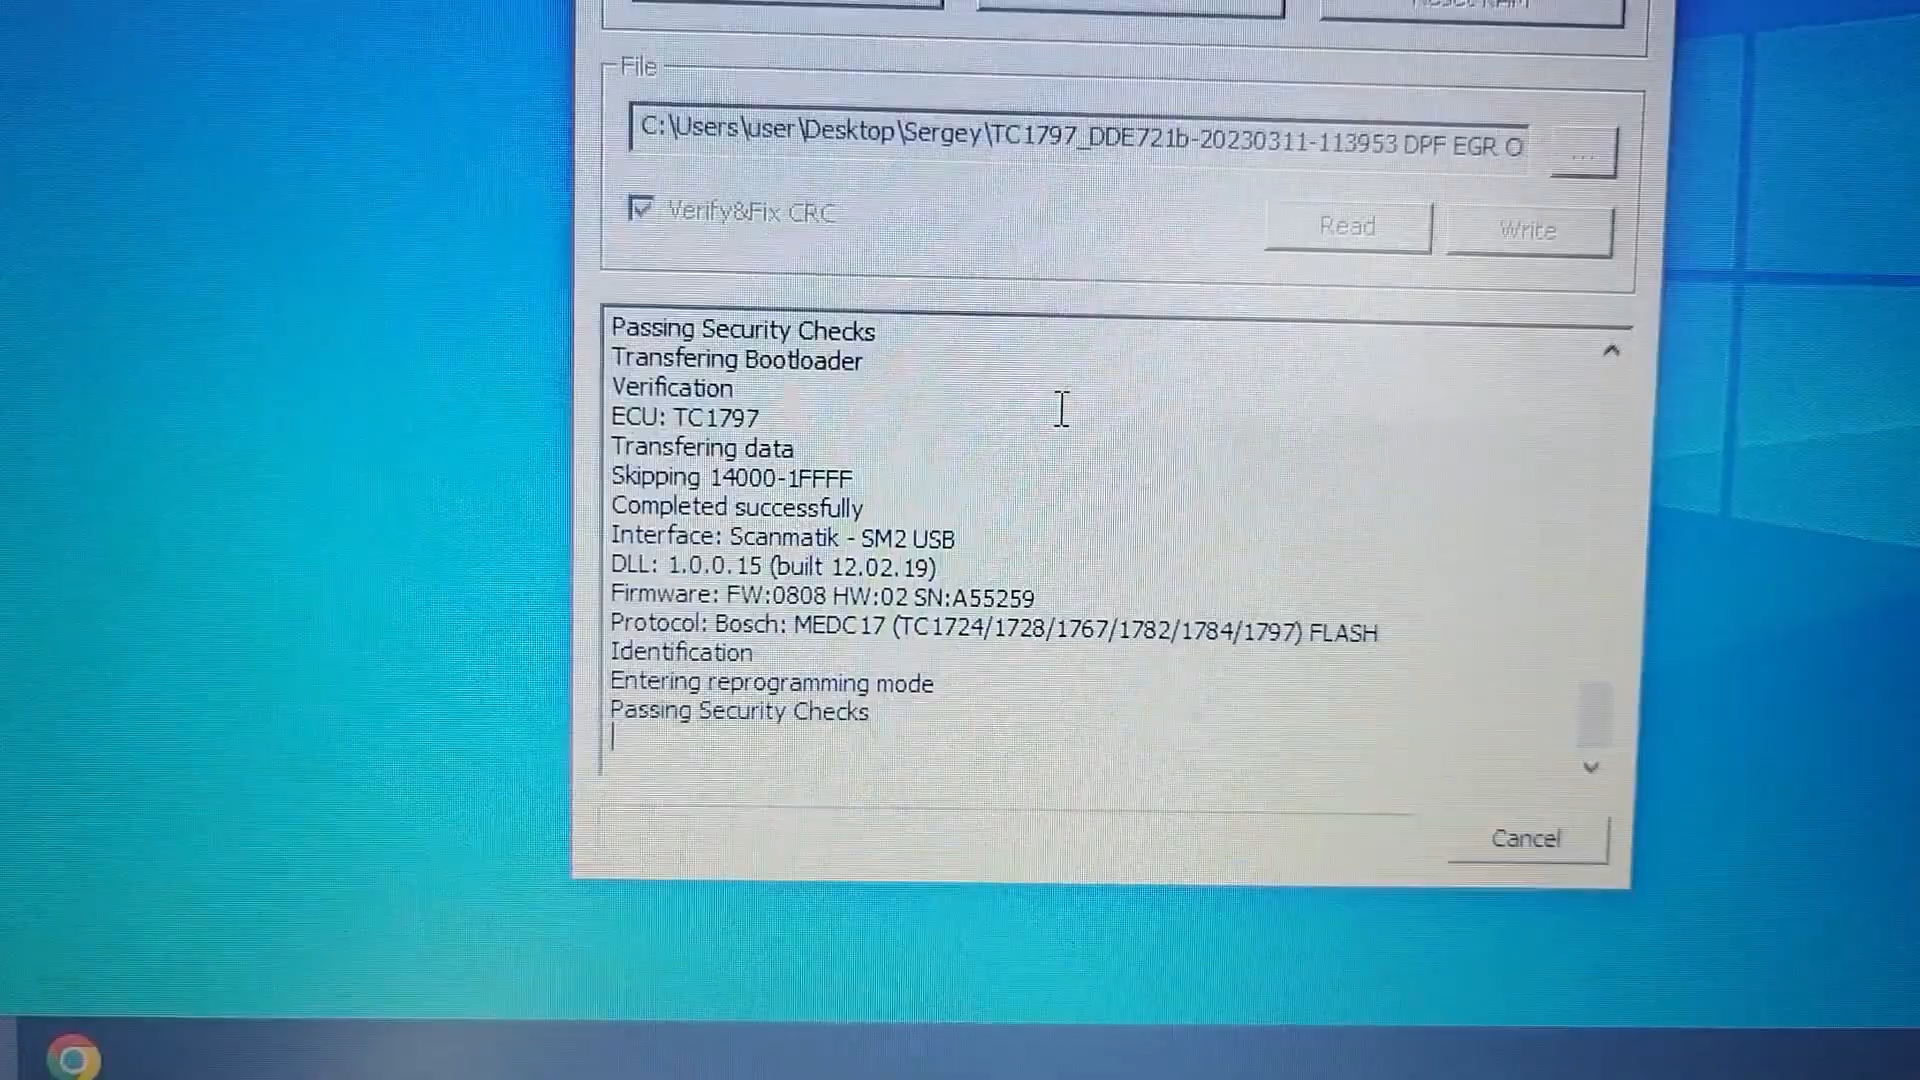 File
C:\Users\user\Desktop\Sergey\TC1797_DDE721b-20230311-113953 DPF EGR O
...
Verify&Fix CRC
Read
Write
Passing Security Checks
Transfering Bootloader
Verification
ECU: TC1797
Transfering data
Skipping 14000-1FFFF
Completed successfully
Interface: Scanmatik - SM2 USB
DLL: 1.0.0.15 (built 12.02.19)
Firmware: FW:0808 HW:02 SN:A55259
Protocol: Bosch: MEDC17 (TC1724/1728/1767/1782/1784/1797) FLASH
Identification
Entering reprogramming mode
Passing Security Checks
Cancel